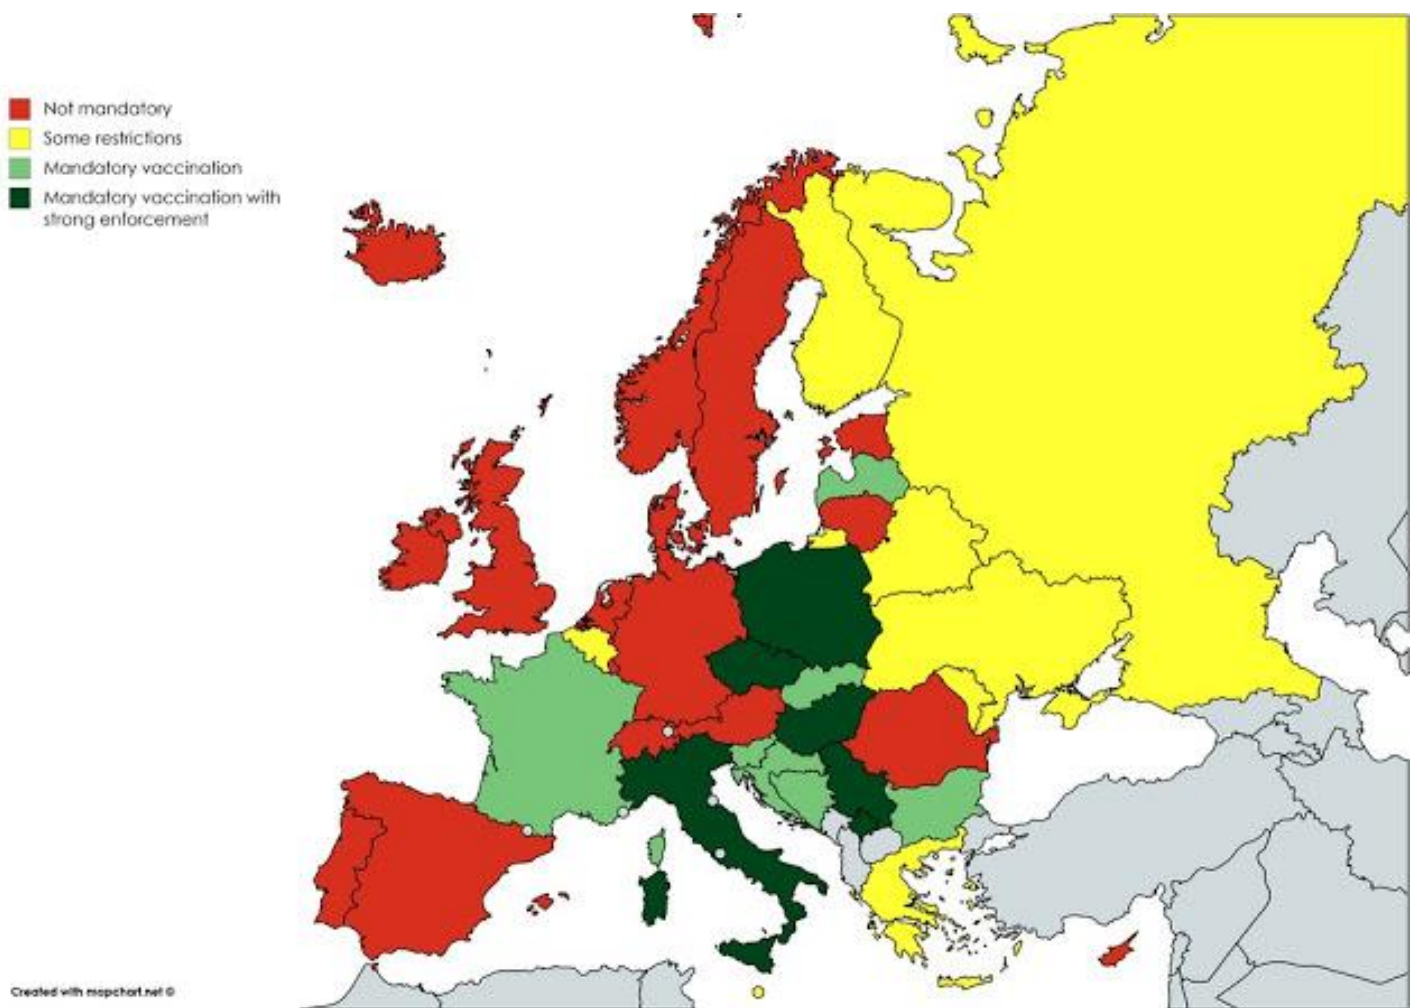 Not mandatory
Some restrictions
Mandatory vaccination
Mandatory vaccination with
strong enforcement
Created with mapchart.net ©